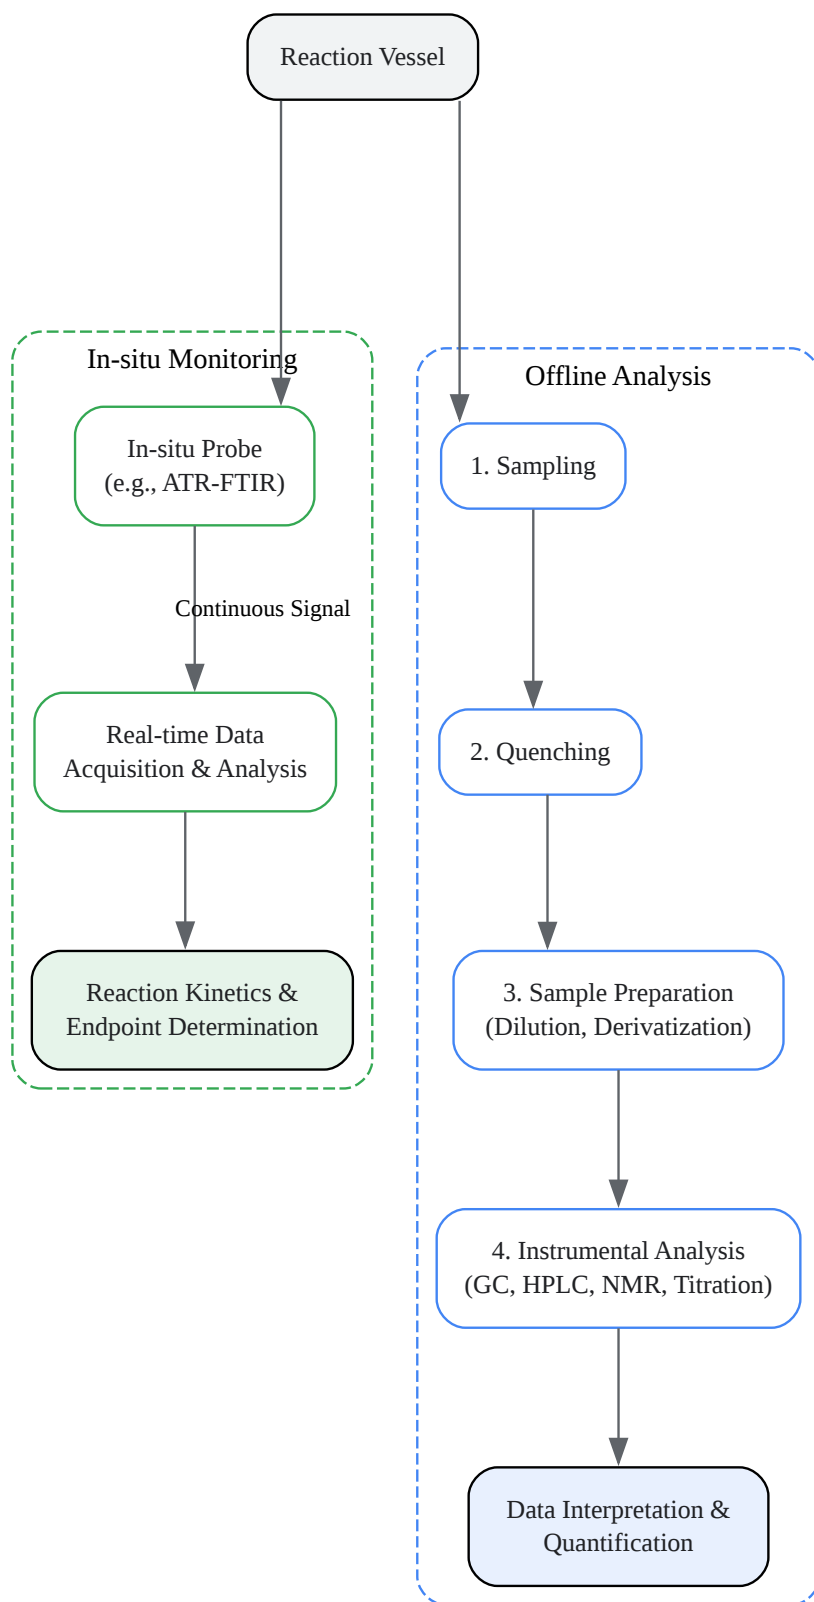 Reaction Vessel
In-situ Monitoring
In-situ Probe
(e.g., ATR-FTIR)
Continuous Signal
Real-time Data
Acquisition & Analysis
Reaction Kinetics &
Endpoint Determination
Offline Analysis
1. Sampling
2. Quenching
3. Sample Preparation
(Dilution, Derivatization)
4. Instrumental Analysis
(GC, HPLC, NMR, Titration)
Data Interpretation &
Quantification